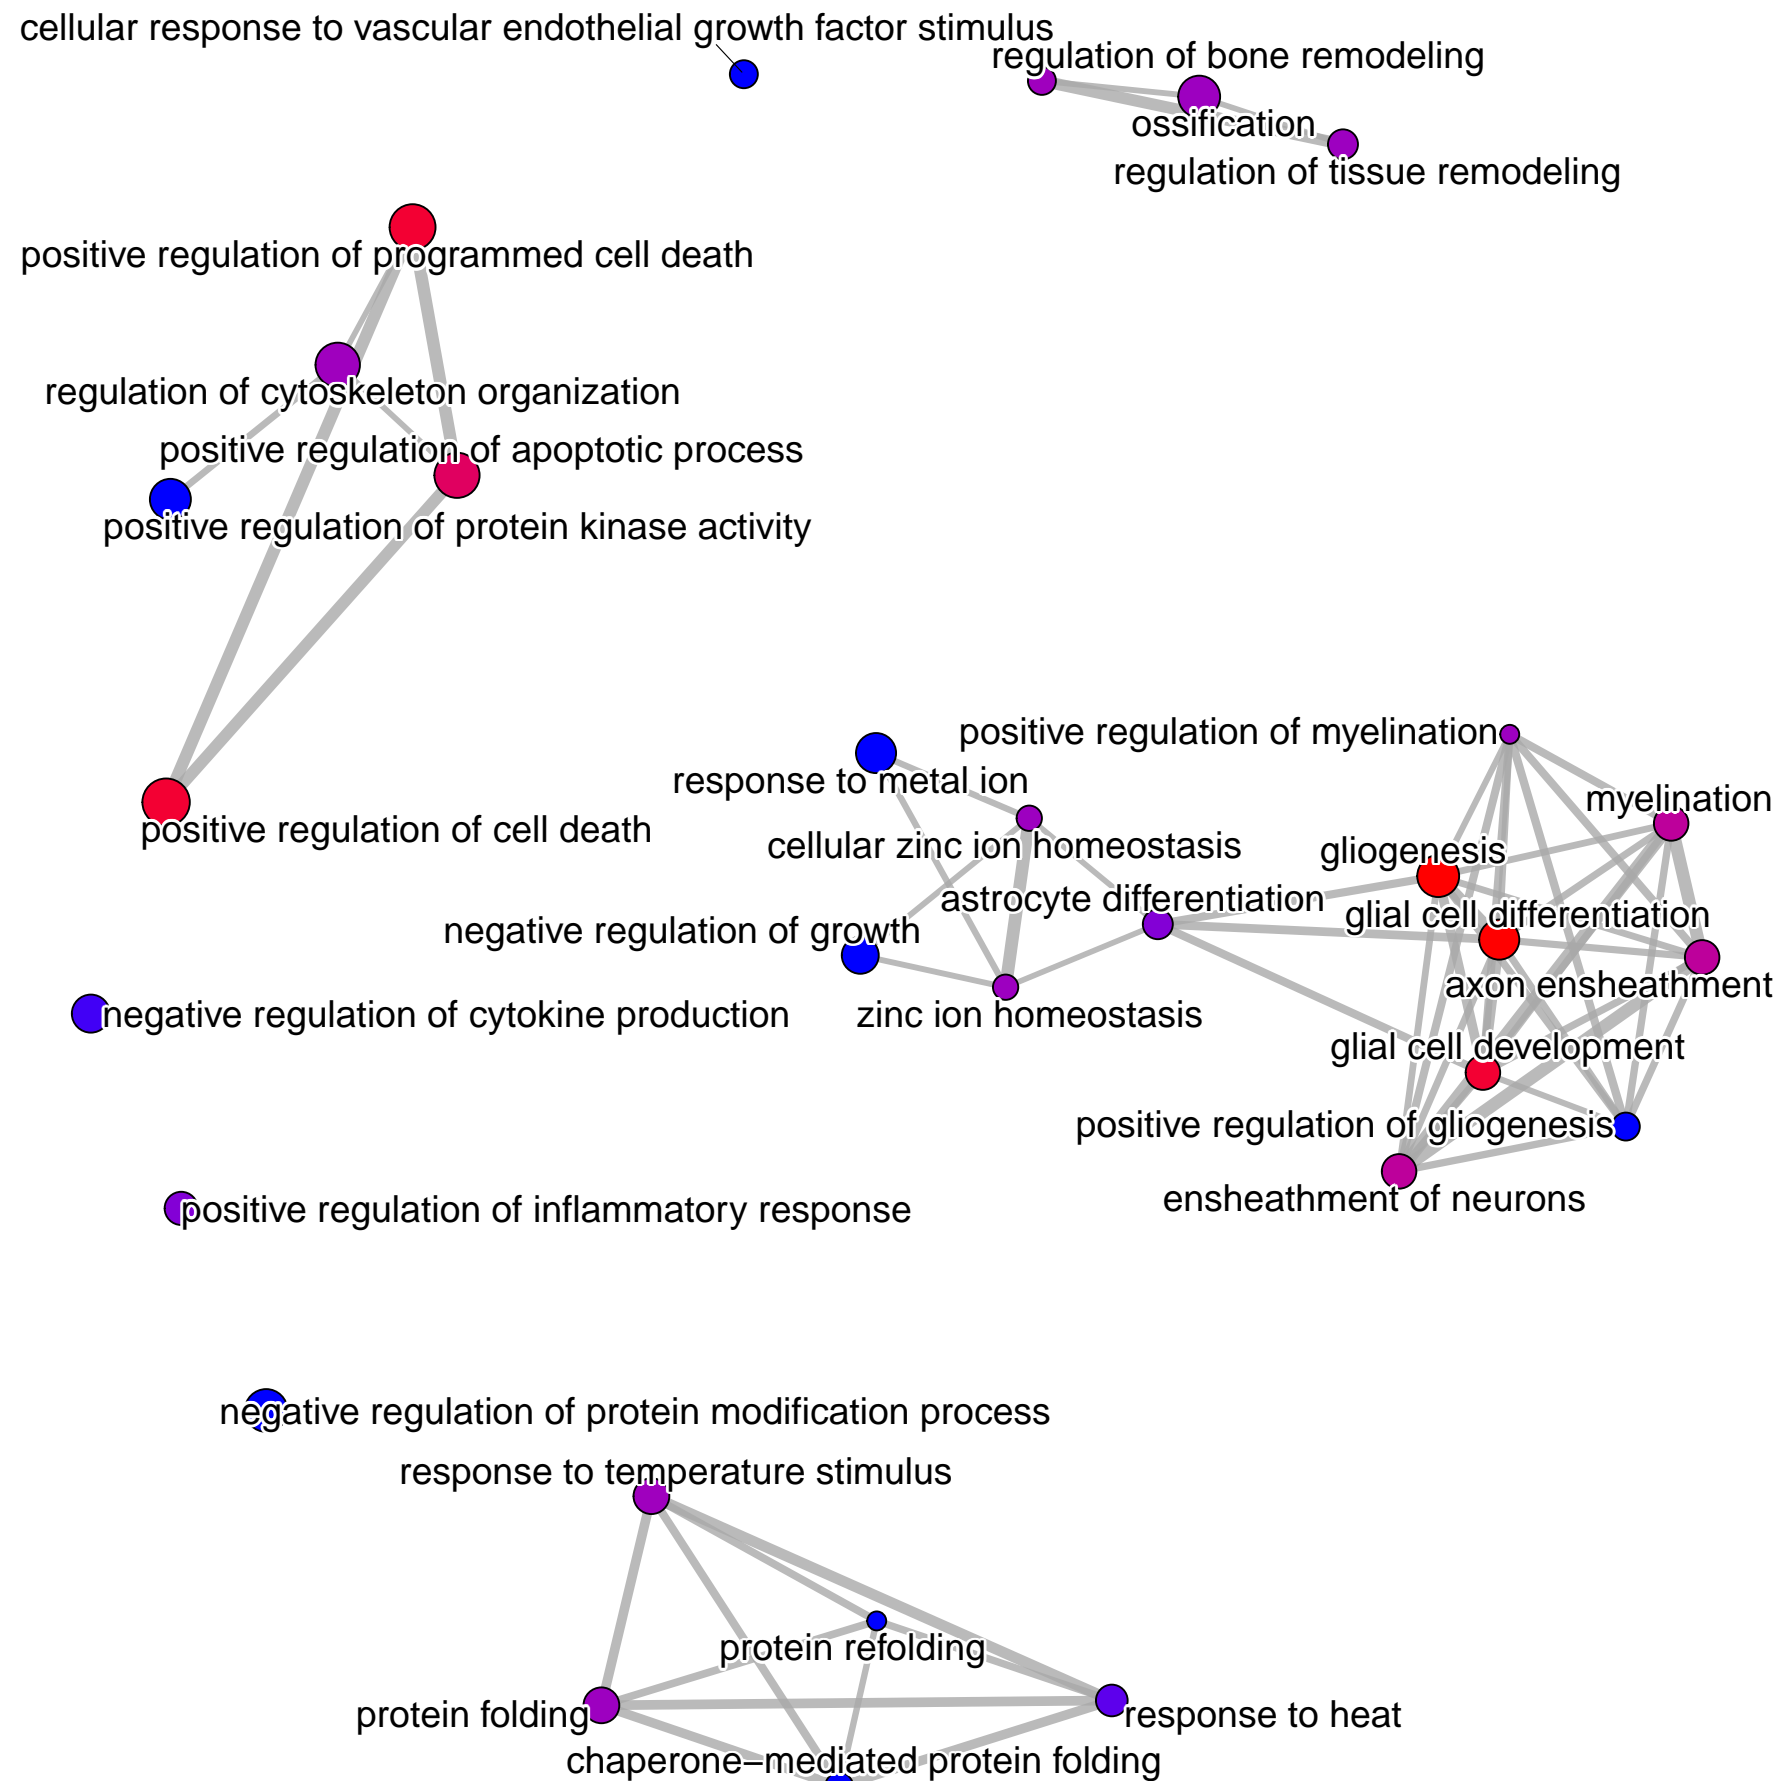 cellular response to vascular endothelial growth factor stimulus
regulation of bone remodeling
ossification
regulation of tissue remodeling
positive regulation of programmed cell death
regulation of cytoskeleton organization
positive regulation of apoptotic process
positive regulation of protein kinase activity
positive regulation of myelination
response to metal ion
myelination
positive regulation of cell death
cellular zinc ion homeostasis
gliogenesis
astrocyte differentiation
glial cell differentiation
negative regulation of growth
axon ensheathment
negative regulation of cytokine production
zinc ion homeostasis
glial cell development
positive regulation of gliogenesis
ensheathment of neurons
positive regulation of inflammatory response
negative regulation of protein modification process
response to temperature stimulus
protein refolding
protein folding
response to heat
chaperone−mediated protein folding